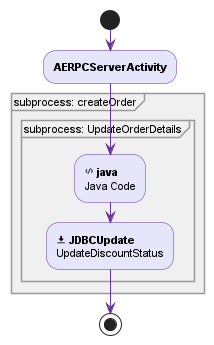 AERPCServerActivity
subprocess: createOrder
subprocess: UpdateOrderDetails
java
Java Code
JDBCUpdate
UpdateDiscountStatus